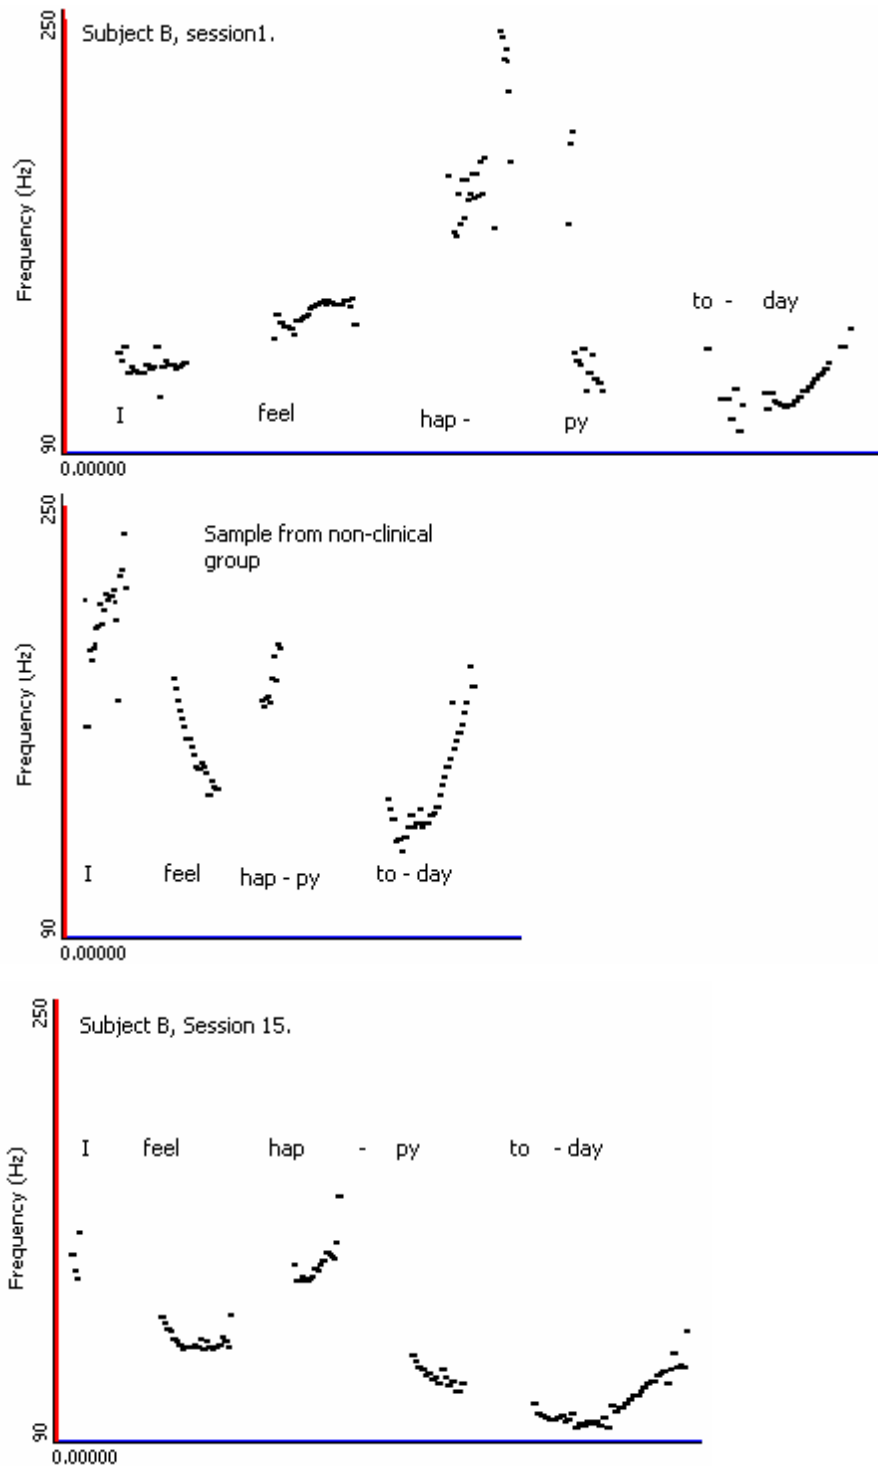 250
Subject B, session1.
Frequency (Hz)
to - day
I feel hap - py
90
0.00000
250
Sample from non-clinical
group
Frequency (Hz)
I feel hap - py to - day
90
0.00000
250
Subject B, Session 15.
I feel hap - py to - day
Frequency (Hz)
90
0.00000